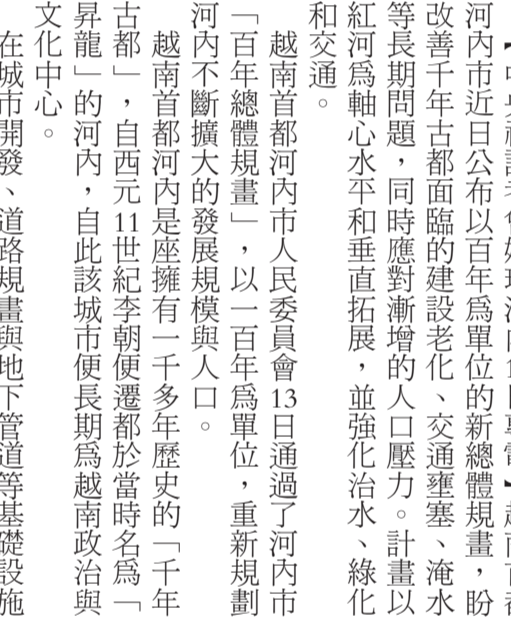 日專電】越南首都
河內市近日公布以百年爲單位的新總體規畫，盼
改善千年古都面臨的建設老化、交通壅塞、淹水
等長期問題，同時應對漸增的人口壓力。計畫以
紅河爲軸心水平和垂直拓展，並強化治水、綠化
和交通。
越南首都河內市人民委員會13日通過了河內市
「百年總體規畫」，以一百年爲單位，重新規劃
河內不斷擴大的發展規模與人口。
越南首都河內是座擁有一千多年歷史的「千年
古都」，自西元11世紀李朝便遷都於當時名爲「
昇龍」的河內，自此該城市便長期爲越南政治與
文化中心。
在城市開發、道路規畫與地下管道等基礎設施